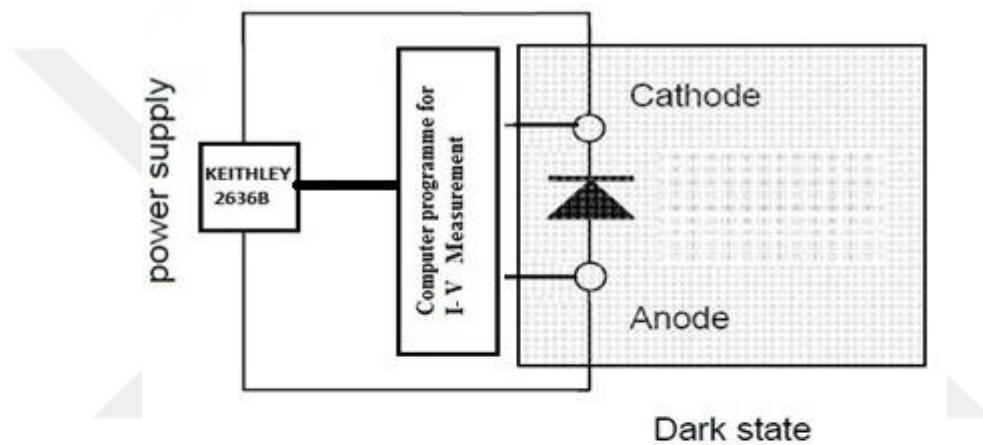 power supply
KEITHLEY
2636B
Computer programme for
I- V Measurement
Cathode
Anode
Dark state